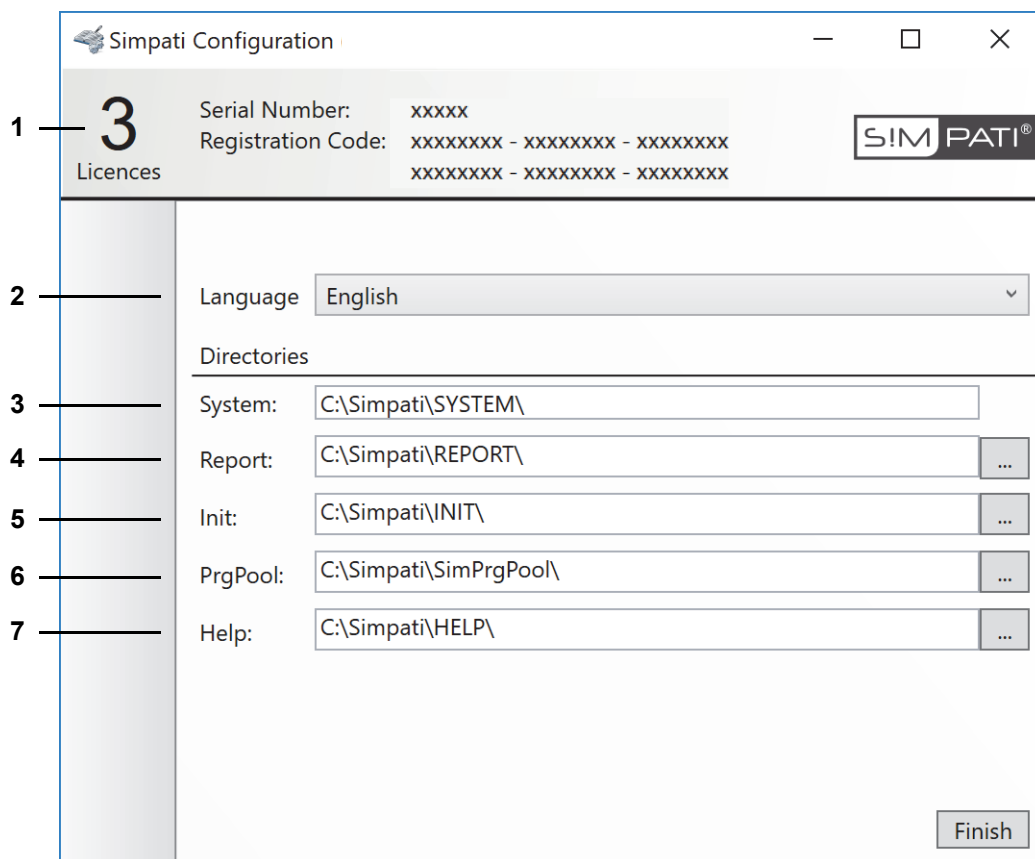 Simpati Configuration
1
3
Licences
Serial Number: xxxxx
Registration Code: xxxxxxxx - xxxxxxxx - xxxxxxxx
xxxxxxxx - xxxxxxxx - xxxxxxxx
S!M PATI®
2
Language English
Directories
3 System: C:\Simpati\SYSTEM\
4 Report: C:\Simpati\REPORT\ ...
5 Init: C:\Simpati\INIT\ ...
6 PrgPool: C:\Simpati\SimPrgPool\ ...
7 Help: C:\Simpati\HELP\ ...
Finish